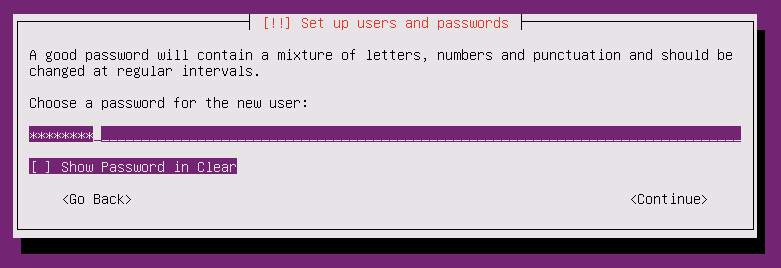 [!!] Set up users and passwords
A good password will contain a mixture of letters, numbers and punctuation and should be
changed at regular intervals.
Choose a password for the new user:
********
[ ] Show Password in Clear
<Go Back> <Continue>